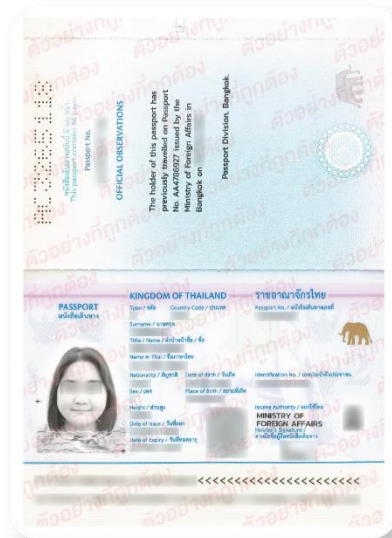 ตัวอย่างที่ถูกต้อง
This passport contains
Passport No.
OFFICIAL OBSERVATIONS
The holder of this passport has
previously travelled on Passport
No. AA4786927 issued by the
Ministry of Foreign Affairs in
Bangkok on
Passport Division, Bangkok.
PASSPORT
หนังสือเดินทาง
KINGDOM OF THAILAND
ราชอาณาจักรไทย
Type / ชนิด
Country Code / ประเทศ
Passport No. / หนังสือเดินทางเลขที่
Surname / นามสกุล
Title / Name / คำนำหน้าชื่อ / ชื่อ
Name in Thai / ชื่อภาษาไทย
Nationality / สัญชาติ
Date of Birth / วันเกิด
Identification No. / เลขประจำตัวประชาชน
Sex / เพศ
Place of Birth / สถานที่เกิด
Height / ส่วนสูง
Issuing Authority / ออกให้โดย
MINISTRY OF
FOREIGN AFFAIRS
Date of Issue / วันที่ออก
Holder's Signature /
ลายมือชื่อผู้ถือหนังสือเดินทาง
Date of Expiry / วันที่หมดอายุ
<<<<<<<<<<<<<<<<<<<<<<<